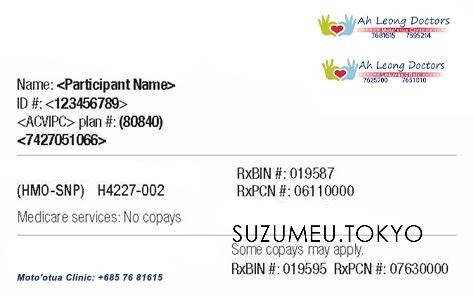 Ah Leong Doctors
Moto'otua Clinic
7681615 7595214
Ah Leong Doctors
7625700 7651010
Name: <Participant Name>
ID #: <123456789>
<ACVIPC> plan #: (80840)
<7427051066>
RxBIN #: 019587
(HMO-SNP) H4227-002
RxPCN #: 06110000
Medicare services: No copays
SUZUMEU.TOKYO
Some copays may apply.
RxBIN #: 019595 RxPCN #: 07630000
Moto'otua Clinic: +685 76 81615